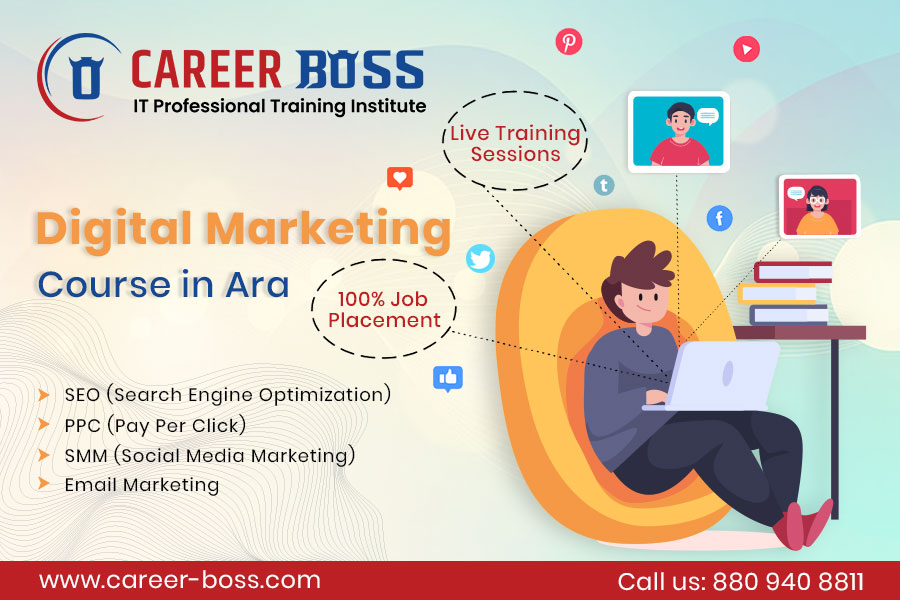 CAREER BOSS
IT Professional Training Institute
Live Training
Sessions
Digital Marketing
Course in Ara
100% Job
Placement
SEO (Search Engine Optimization)
PPC (Pay Per Click)
SMM (Social Media Marketing)
Email Marketing
www.career-boss.com
Call us: 880 940 8811